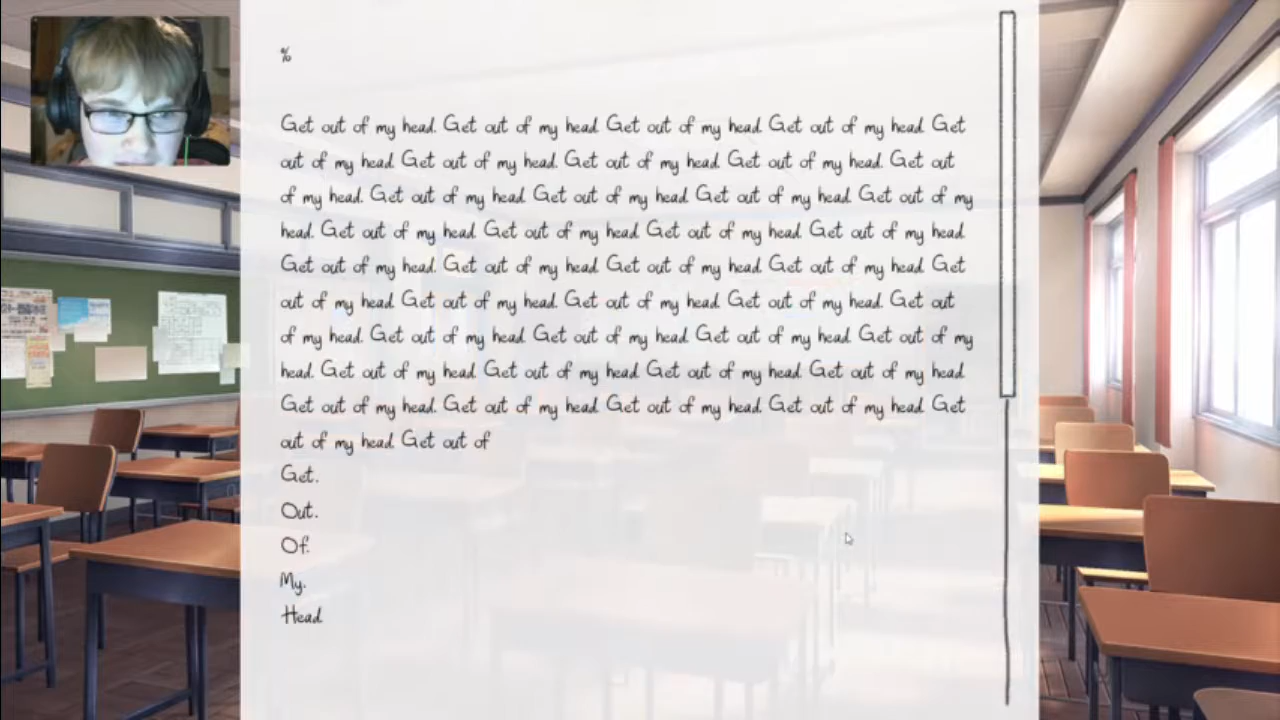 %
Get out of my head. Get out of my head. Get out of my head. Get out of my head. Get
out of my head. Get out of my head. Get out of my head. Get out of my head. Get out
of my head. Get out of my head. Get out of my head. Get out of my head. Get out of my
head. Get out of my head. Get out of my head. Get out of my head. Get out of my head.
Get out of my head. Get out of my head. Get out of my head. Get out of my head. Get
out of my head. Get out of my head. Get out of my head. Get out of my head. Get out
of my head. Get out of my head. Get out of my head. Get out of my head. Get out of my
head. Get out of my head. Get out of my head. Get out of my head. Get out of my head.
Get out of my head. Get out of my head. Get out of my head. Get out of my head. Get
out of my head. Get out of
Get.
Out.
Of.
My.
Head.